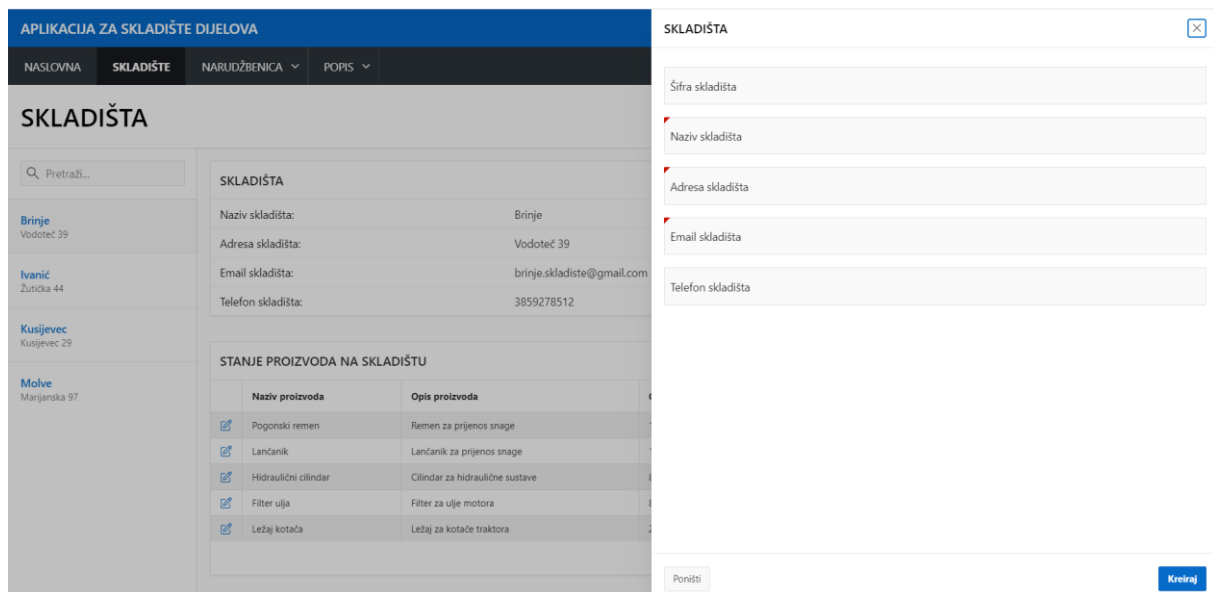 APLIKACIJA ZA SKLADIŠTE DIJELOVA
NASLOVNA SKLADIŠTE NARUDŽBENICA POPIS
SKLADIŠTA
Pretraži...
Brinje
Vodoteč 39
Ivanić
Žutička 44
Kusijevec
Kusijevec 29
Molve
Marijanska 97
SKLADIŠTA
Naziv skladišta: Brinje
Adresa skladišta: Vodoteč 39
Email skladišta: brinje.skladiste@gmail.com
Telefon skladišta: 3859278512
STANJE PROIZVODA NA SKLADIŠTU
Naziv proizvoda Opis proizvoda
Pogonski remen Remen za prijenos snage
Lančanik Lančanik za prijenos snage
Hidraulični cilindar Cilindar za hidraulične sustave
Filter ulja Filter za ulje motora
Ležaj kotača Ležaj za kotače traktora
SKLADIŠTA
Šifra skladišta
Naziv skladišta
Adresa skladišta
Email skladišta
Telefon skladišta
Poništi Kreiraj